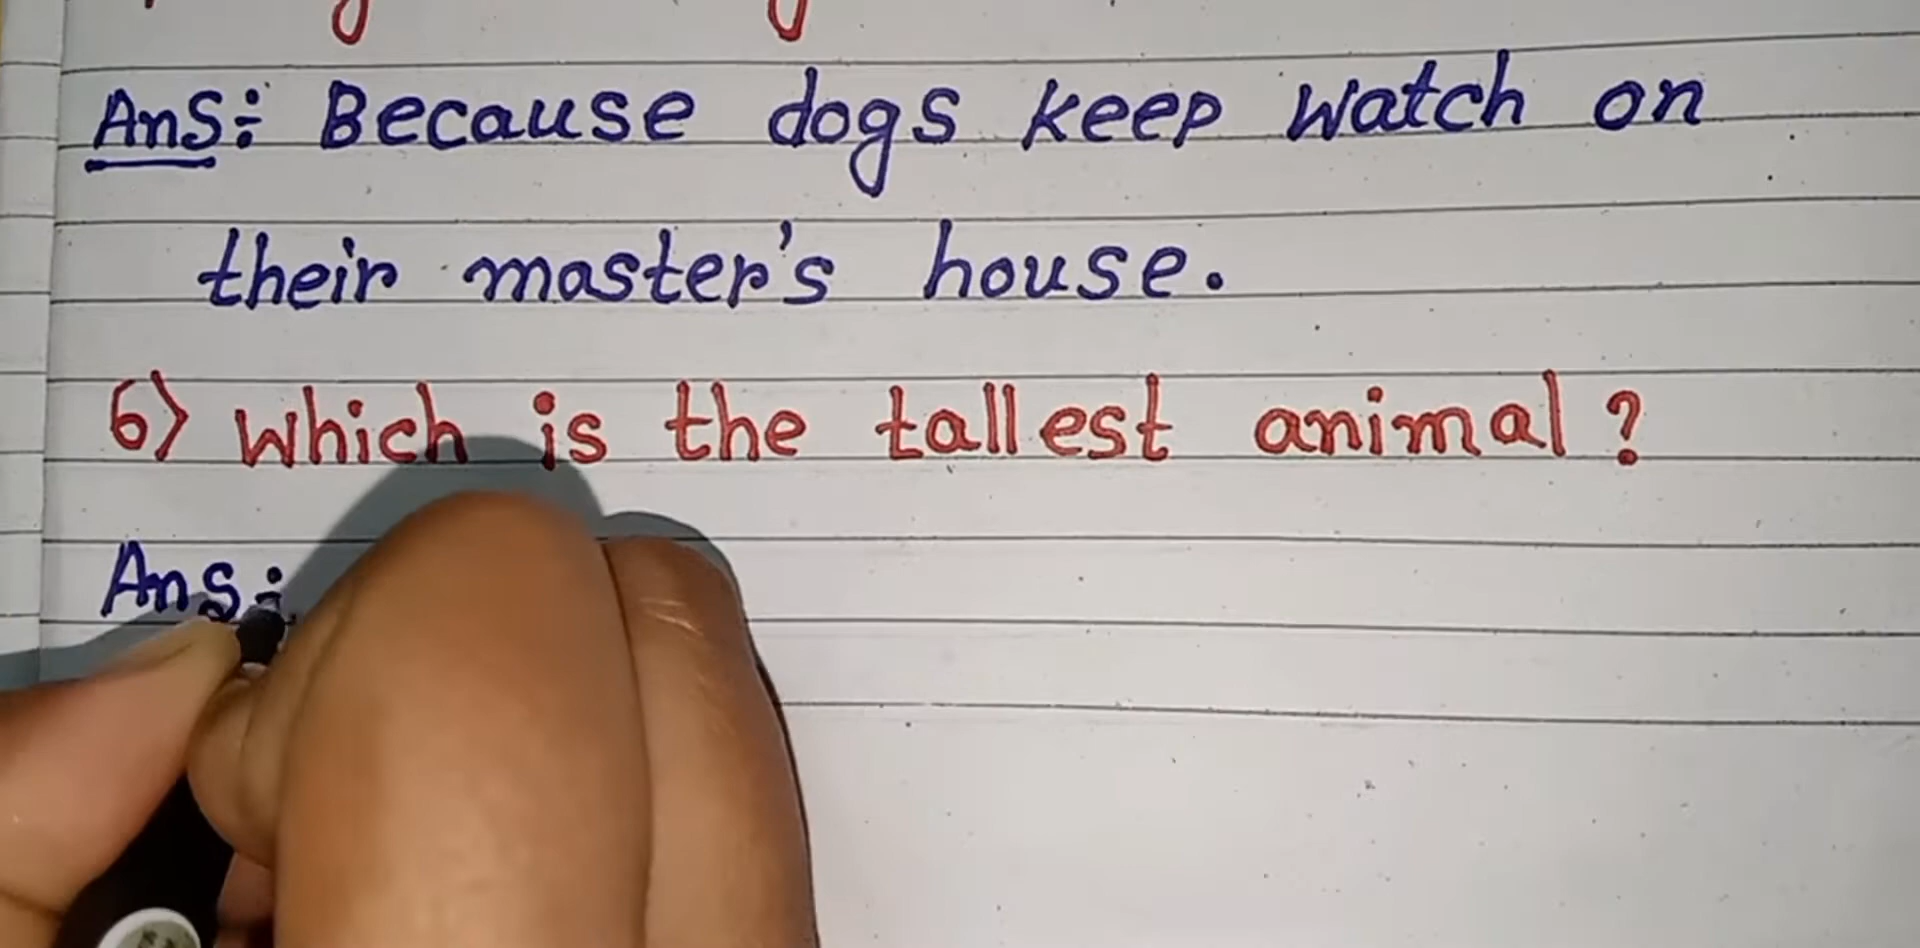 Ans: Because dogs keep watch on
their master's house.
6) which is the tallest animal?
Ans: